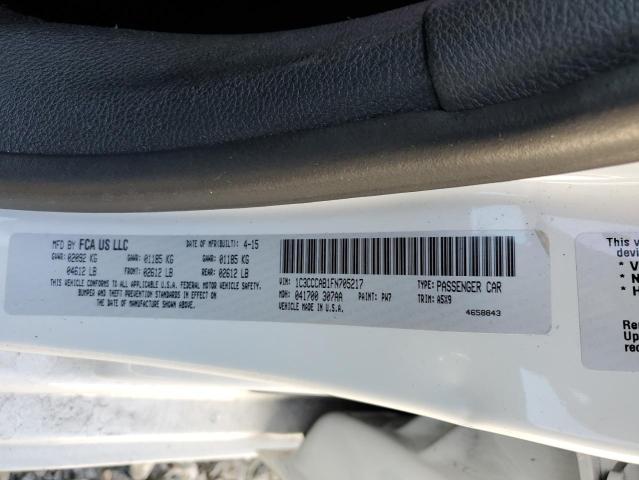 MFD BY FCA US LLC DATE OF MFR(BUILT): 4-15
GVWR: 02092 KG GAWR: 01185 KG GAWR: 01185 KG
04612 LB FRONT: 02612 LB REAR: 02612 LB
THIS VEHICLE CONFORMS TO ALL APPLICABLE U.S.A. FEDERAL MOTOR VEHICLE SAFETY,
BUMPER AND THEFT PREVENTION STANDARDS IN EFFECT ON
THE DATE OF MANUFACTURE SHOWN ABOVE.
VIN: 1C3CCCAB1FN705217 TYPE: PASSENGER CAR
MDH: 041700 307AA PAINT: PW7 TRIM: A5X9
VEHICLE MADE IN U.S.A. 4658843
This v
devi
* V
* N
* H
Re
Up
rec